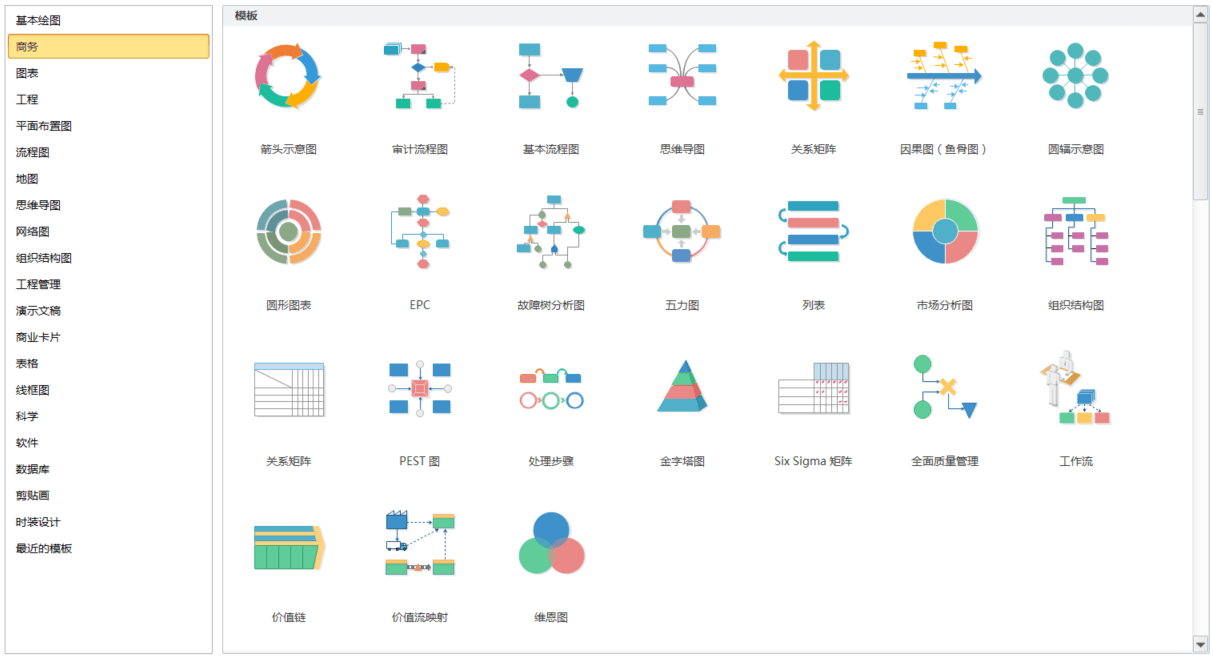 基本绘图
商务
图表
工程
平面布置图
流程图
地图
思维导图
网络图
组织结构图
工程管理
演示文稿
商业卡片
表格
线框图
科学
软件
数据库
剪贴画
时装设计
最近的模板
模板
箭头示意图 审计流程图 基本流程图 思维导图 关系矩阵 因果图（鱼骨图） 圆辐示意图
圆形图表 EPC 故障树分析图 五力图 列表 市场分析图 组织结构图
关系矩阵 PEST 图 处理步骤 金字塔图 Six Sigma 矩阵 全面质量管理 工作流
价值链 价值流映射 维恩图